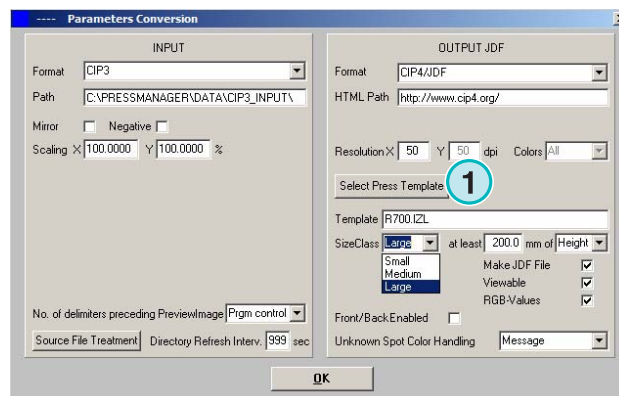 ---- Parameters Conversion
INPUT
Format CIP3
Path C:\PRESSMANAGER\DATA\CIP3_INPUT\
Mirror Negative
Scaling X 100.0000 Y 100.0000 %
No. of delimiters preceding PreviewImage Prgm control
Source File Treatment Directory Refresh Interv. 999 sec
OUTPUT JDF
Format CIP4/JDF
HTML Path http://www.cip4.org/
Resolution X 50 Y 50 dpi Colors All
Select Press Template 1
Template R700.IZL
SizeClass Large at least 200.0 mm of Height
Small
Medium
Large
Make JDF File
Viewable
RGB-Values
Front/Back Enabled
Unknown Spot Color Handling Message
OK